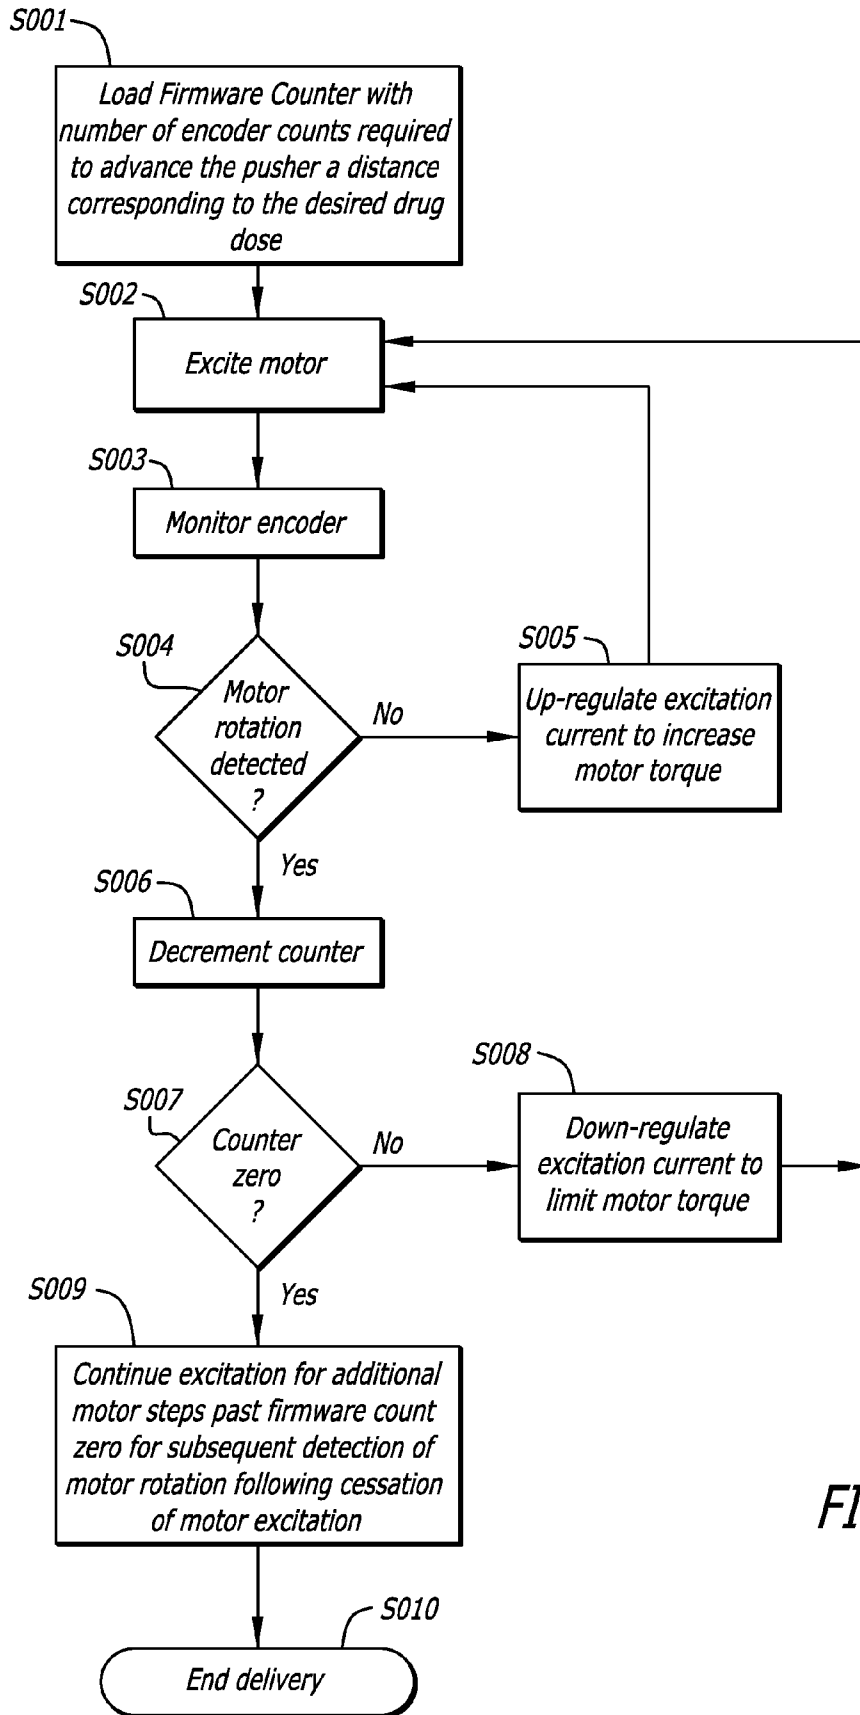 S001
Load Firmware Counter with
number of encoder counts required
to advance the pusher a distance
corresponding to the desired drug
dose
S002
Excite motor
S003
Monitor encoder
S004
Motor
rotation
detected
?
No
S005
Up-regulate excitation
current to increase
motor torque
Yes
S006
Decrement counter
S007
Counter
zero
?
No
S008
Down-regulate
excitation current to
limit motor torque
Yes
S009
Continue excitation for additional
motor steps past firmware count
zero for subsequent detection of
motor rotation following cessation
of motor excitation
FI
S010
End delivery